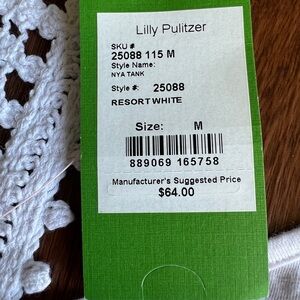 Lilly Pulitzer
SKU #
25088 115 M
Style Name:
NYA TANK
Style #: 25088
RESORT WHITE
Size: M
889069 165758
Manufacturer's Suggested Price
$64.00